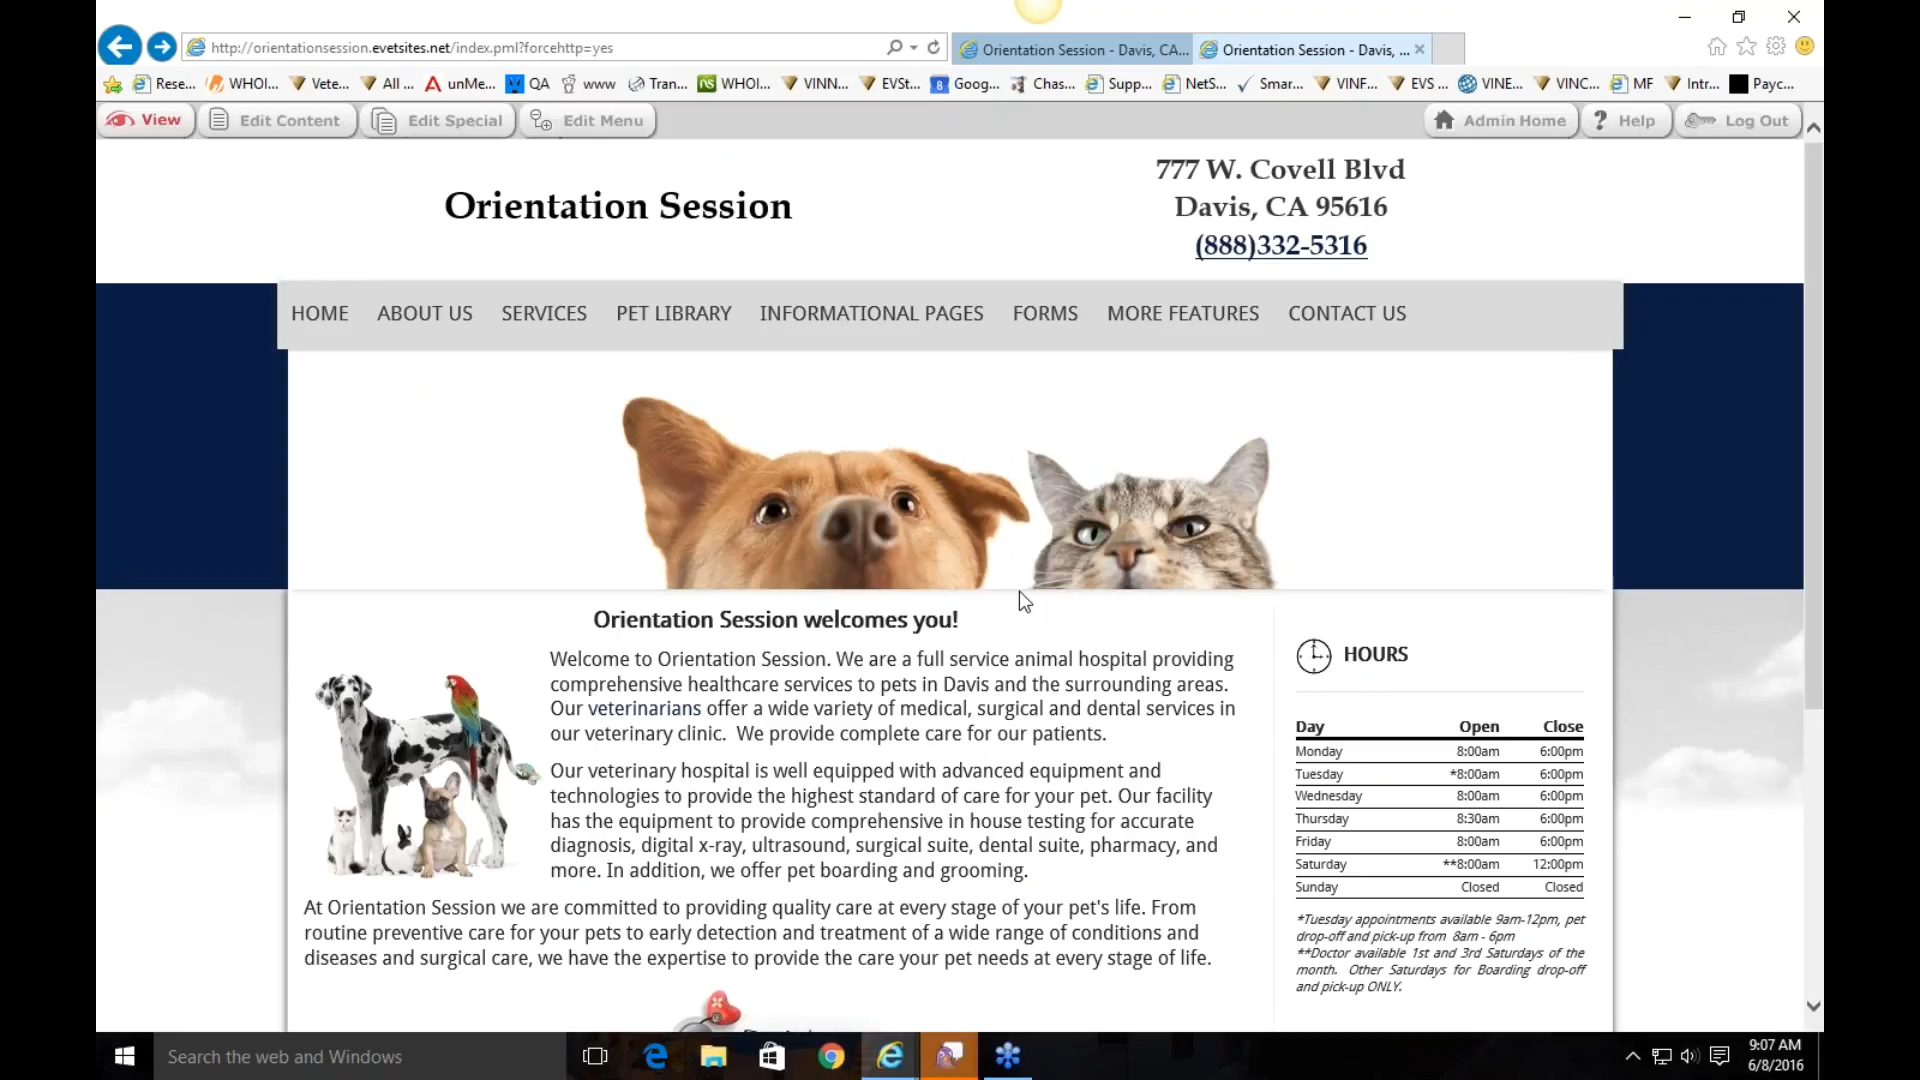 http://orientationsession.evetsites.net/index.pml?forcehttp=yes
Orientation Session - Davis, CA...
Orientation Session - Davis, ...
Rese...
WHOI...
Vete...
All ...
unMe...
QA
www
Tran...
WHOI...
VINN...
EVSt...
Goog...
Chas...
Supp...
NetS...
Smar...
VINF...
EVS ...
VINE...
VINC...
MF
Intr...
Payc...
View
Edit Content
Edit Special
Edit Menu
Admin Home
Help
Log Out
Orientation Session
777 W. Covell Blvd
Davis, CA 95616
(888)332-5316
HOME ABOUT US SERVICES PET LIBRARY INFORMATIONAL PAGES FORMS MORE FEATURES CONTACT US
Orientation Session welcomes you!
Welcome to Orientation Session. We are a full service animal hospital providing
comprehensive healthcare services to pets in Davis and the surrounding areas.
Our veterinarians offer a wide variety of medical, surgical and dental services in
our veterinary clinic. We provide complete care for our patients.
Our veterinary hospital is well equipped with advanced equipment and
technologies to provide the highest standard of care for your pet. Our facility
has the equipment to provide comprehensive in house testing for accurate
diagnosis, digital x-ray, ultrasound, surgical suite, dental suite, pharmacy, and
more. In addition, we offer pet boarding and grooming.
At Orientation Session we are committed to providing quality care at every stage of your pet's life. From
routine preventive care for your pets to early detection and treatment of a wide range of conditions and
diseases and surgical care, we have the expertise to provide the care your pet needs at every stage of life.
HOURS
Day Open Close
Monday 8:00am 6:00pm
Tuesday *8:00am 6:00pm
Wednesday 8:00am 6:00pm
Thursday 8:30am 6:00pm
Friday 8:00am 6:00pm
Saturday **8:00am 12:00pm
Sunday Closed Closed
*Tuesday appointments available 9am-12pm, pet
drop-off and pick-up from 8am - 6pm
**Doctor available 1st and 3rd Saturdays of the
month. Other Saturdays for Boarding drop-off
and pick-up ONLY.
Search the web and Windows
9:07 AM
6/8/2016